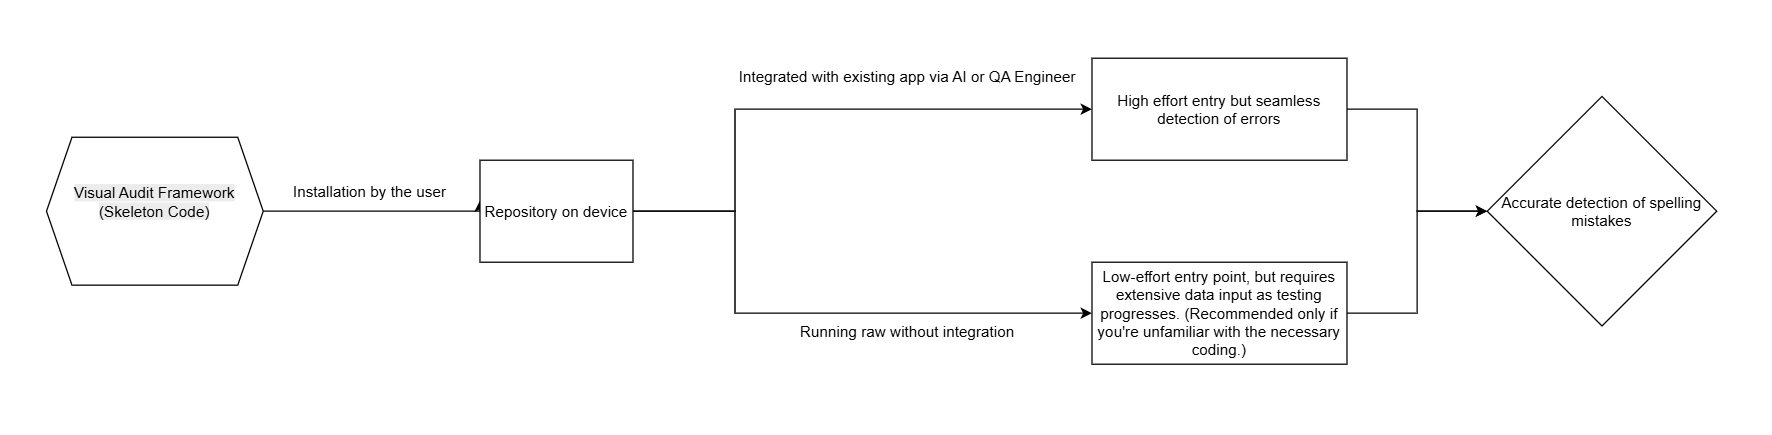 Visual Audit Framework
(Skeleton Code)
Installation by the user
Repository on device
Integrated with existing app via AI or QA Engineer
High effort entry but seamless
detection of errors
Running raw without integration
Low-effort entry point, but requires
extensive data input as testing
progresses. (Recommended only if
you're unfamiliar with the necessary
coding.)
Accurate detection of spelling
mistakes